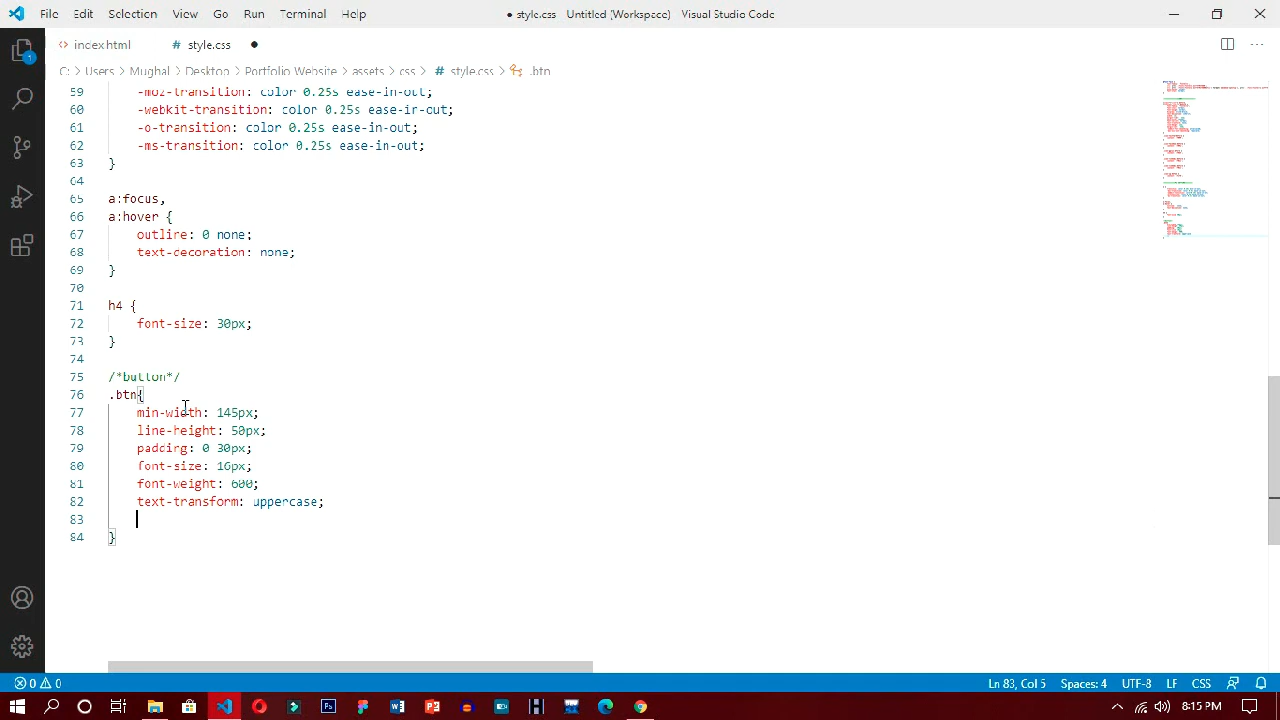 File Edit Selection View Go Run Terminal Help
● style.css - Untitled (Workspace) - Visual Studio Code
<> index.html
# style.css ●
C: > Users > Mughal > Desktop > Portfolio Website > assets > css > # style.css > .btn
59 -moz-transition: color 0.25s ease-in-out;
60 -webkit-transition: color 0.25s ease-in-out;
61 -o-transition: color 0.25s ease-in-out;
62 -ms-transition: color 0.25s ease-in-out;
63 }
64
65 a:focus,
66 a:hover {
67 outline: 0 none;
68 text-decoration: none;
69 }
70
71 h4 {
72 font-size: 30px;
73 }
74
75 /*button*/
76 .btn{
77 min-width: 145px;
78 line-height: 50px;
79 padding: 0 30px;
80 font-size: 16px;
81 font-weight: 600;
82 text-transform: uppercase;
83
84 }
0 0
Ln 83, Col 5 Spaces: 4 UTF-8 LF CSS
8:15 PM